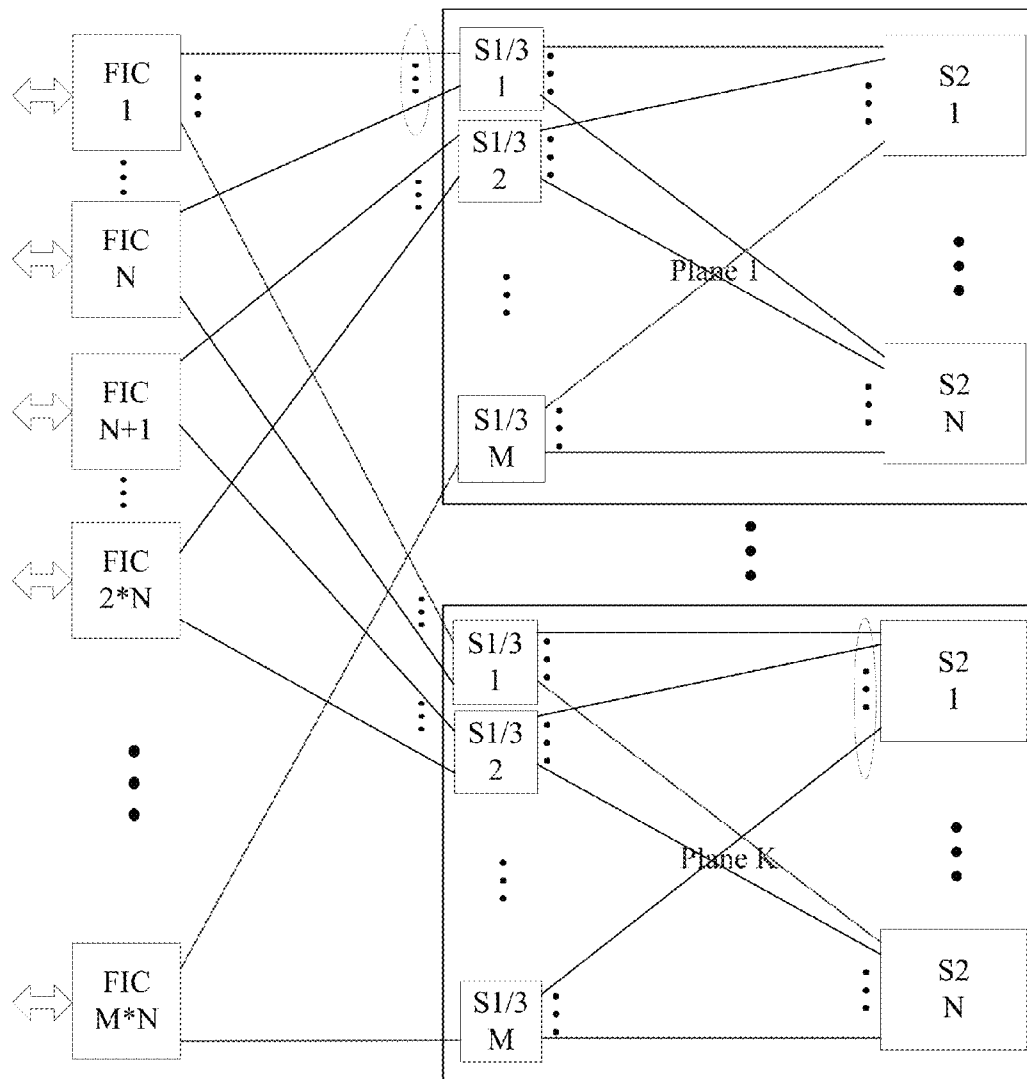 FIC
1
FIC
N
FIC
N+1
FIC
2*N
FIC
M*N
S1/3
1
S1/3
2
S1/3
M
Plane 1
S2
1
S2
N
S1/3
1
S1/3
2
S1/3
M
Plane K
S2
1
S2
N